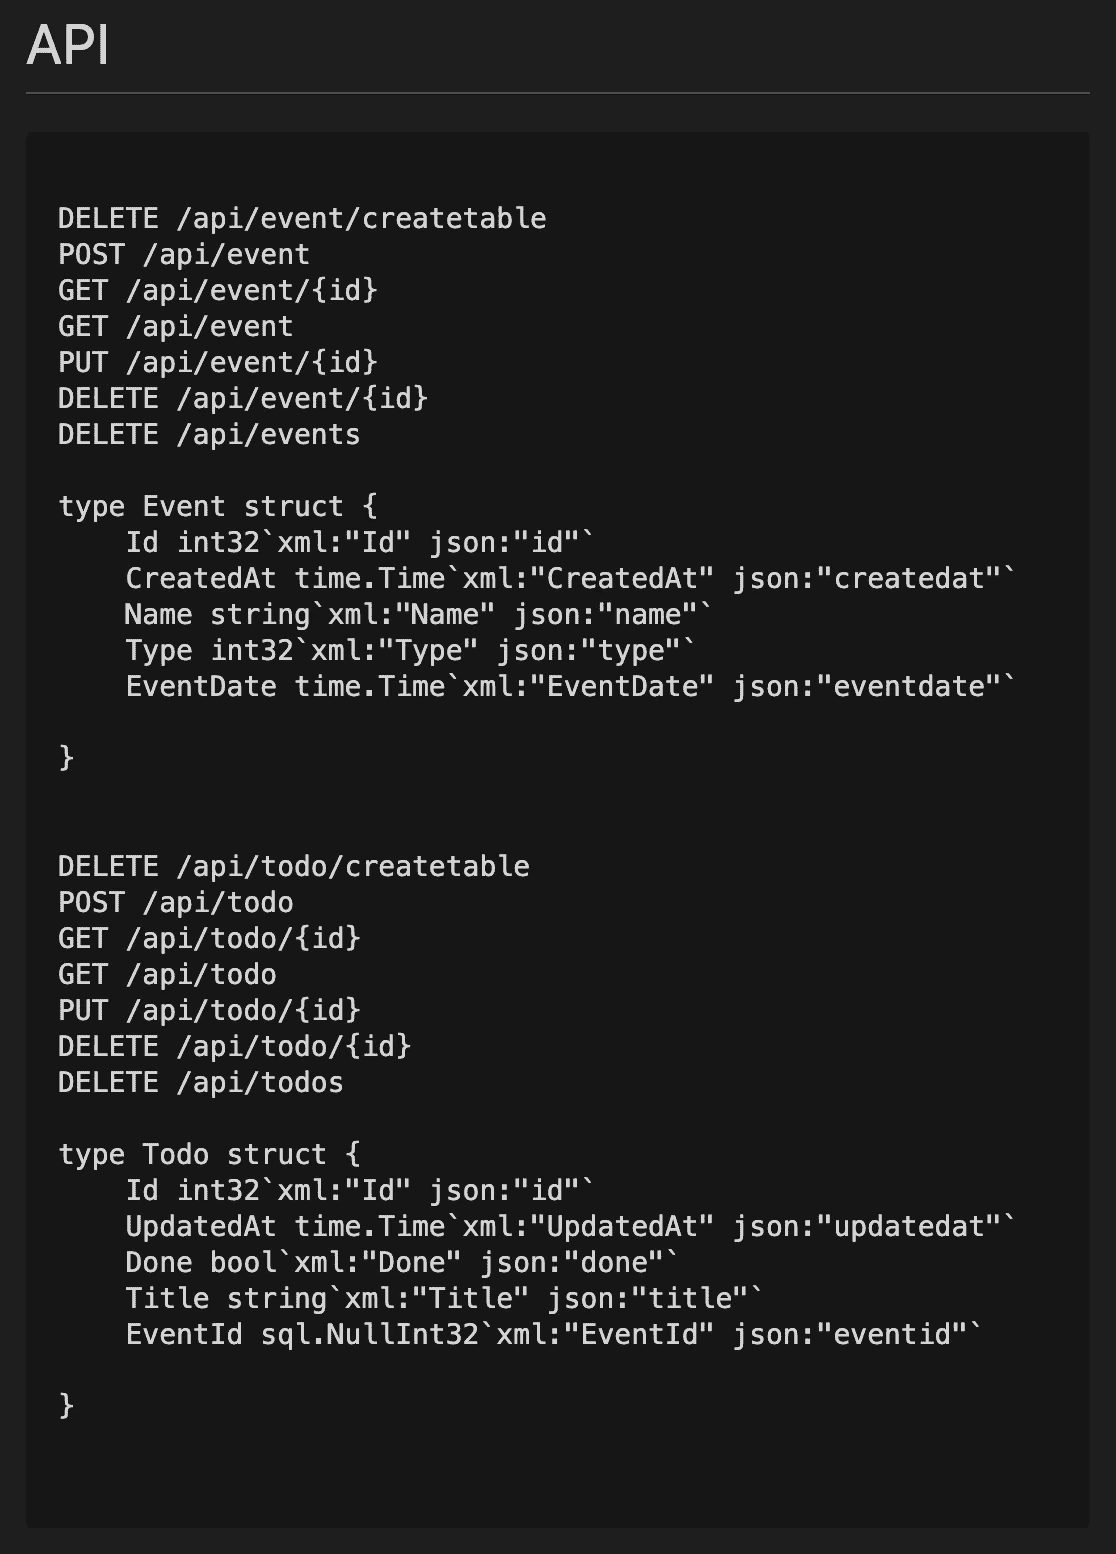 API
DELETE /api/event/createtable
POST /api/event
GET /api/event/{id}
GET /api/event
PUT /api/event/{id}
DELETE /api/event/{id}
DELETE /api/events
type Event struct {
Id int32`xml:"Id" json:"id"`
CreatedAt time.Time`xml:"CreatedAt" json:"createdat"`
Name string`xml:"Name" json:"name"`
Type int32`xml:"Type" json:"type"`
EventDate time.Time`xml:"EventDate" json:"eventdate"`
}
DELETE /api/todo/createtable
POST /api/todo
GET /api/todo/{id}
GET /api/todo
PUT /api/todo/{id}
DELETE /api/todo/{id}
DELETE /api/todos
type Todo struct {
Id int32`xml:"Id" json:"id"`
UpdatedAt time.Time`xml:"UpdatedAt" json:"updatedat"`
Done bool`xml:"Done" json:"done"`
Title string`xml:"Title" json:"title"`
EventId sql.NullInt32`xml:"EventId" json:"eventid"`
}